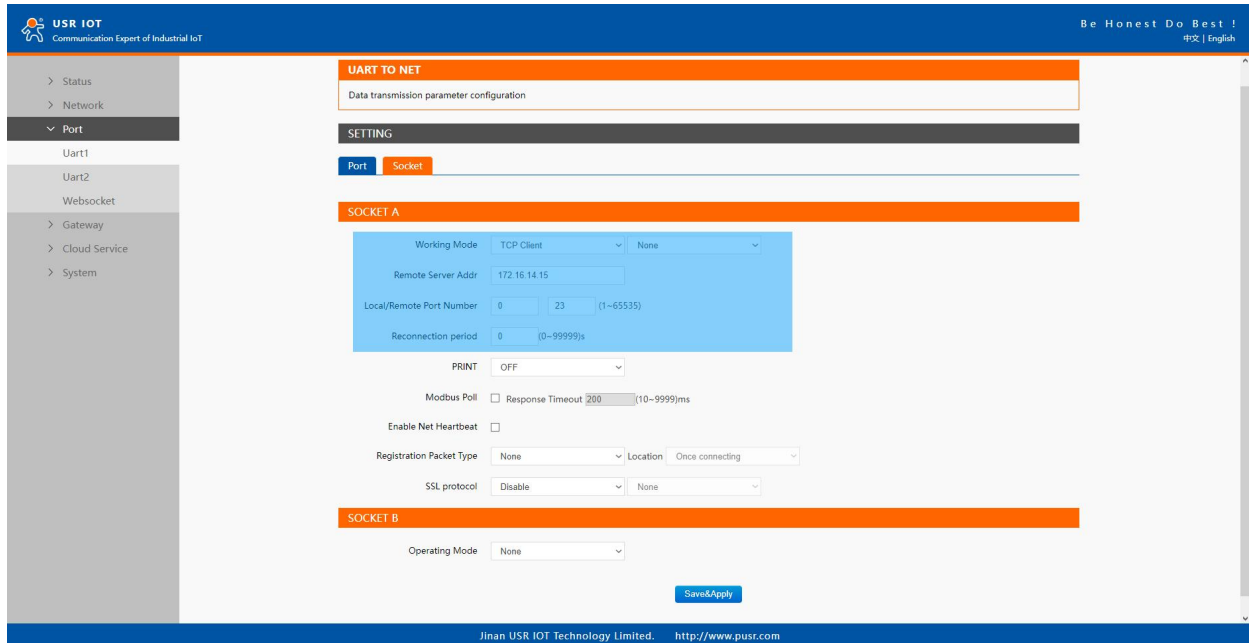 USR IOT
Communication Expert of Industrial IoT
Be Honest Do Best !
中文 | English
Status
Network
Port
Uart1
Uart2
Websocket
Gateway
Cloud Service
System
UART TO NET
Data transmission parameter configuration
SETTING
Port Socket
SOCKET A
Working Mode TCP Client None
Remote Server Addr 172.16.14.15
Local/Remote Port Number 0 23 (1~65535)
Reconnection period 0 (0~99999)s
PRINT OFF
Modbus Poll Response Timeout 200 (10~9999)ms
Enable Net Heartbeat
Registration Packet Type None Location Once connecting
SSL protocol Disable None
SOCKET B
Operating Mode None
Save&Apply
Jinan USR IOT Technology Limited. http://www.pusr.com